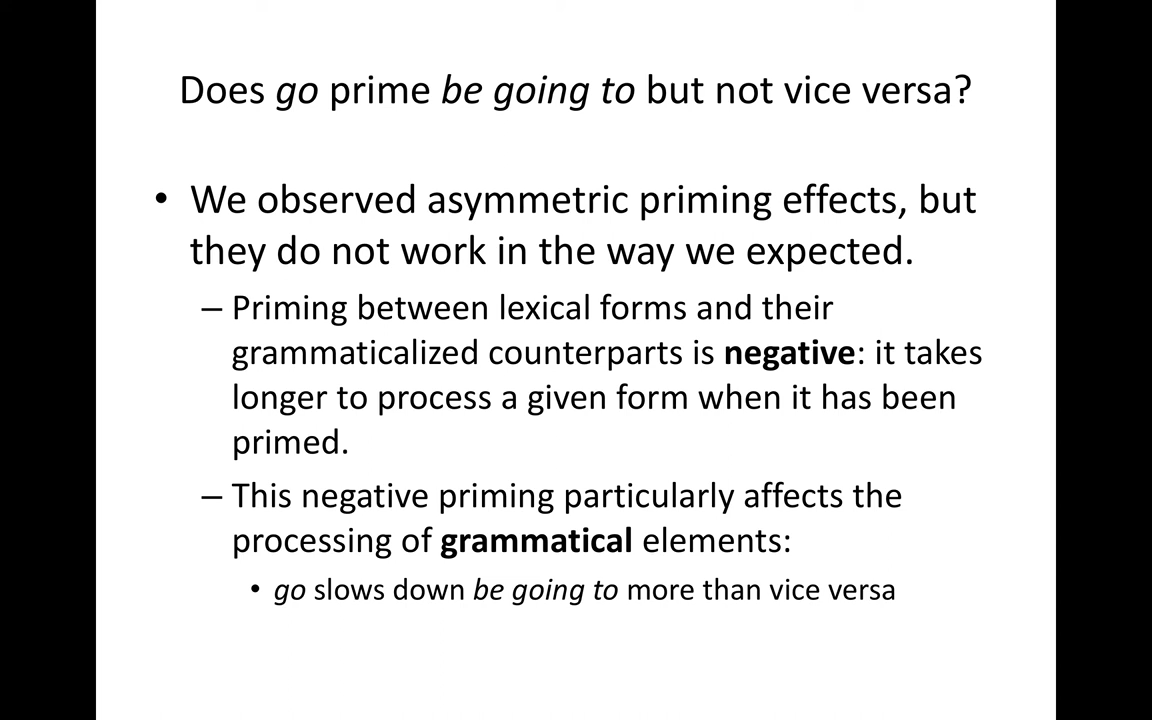 Does go prime be going to but not vice versa?
• We observed asymmetric priming effects, but
they do not work in the way we expected.
– Priming between lexical forms and their
grammaticalized counterparts is negative: it takes
longer to process a given form when it has been
primed.
– This negative priming particularly affects the
processing of grammatical elements:
• go slows down be going to more than vice versa